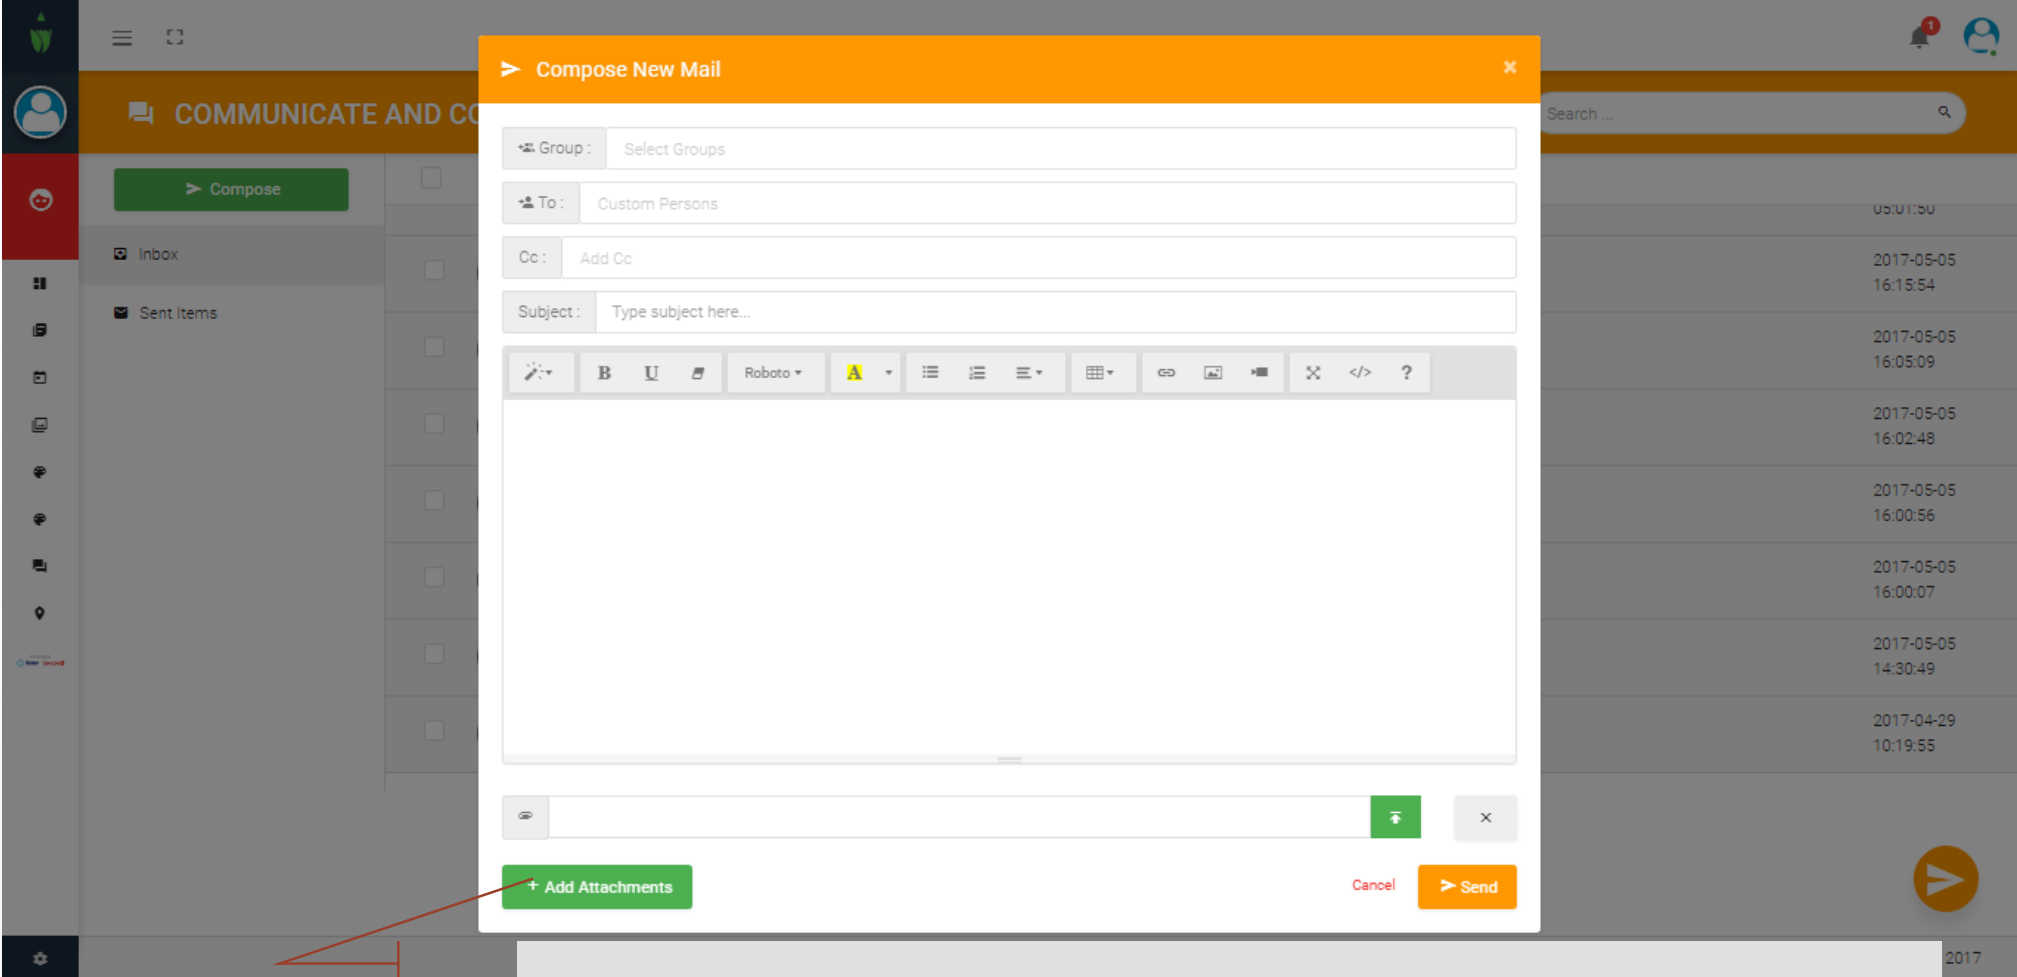 1
Compose New Mail
×
COMMUNICATE AND CO
Search ...
Group :
Select Groups
Compose
To :
Custom Persons
05:01:50
Inbox
Cc :
Add Cc
2017-05-05
16:15:54
Sent Items
Subject :
Type subject here...
2017-05-05
16:05:09
B U Roboto A </> ?
2017-05-05
16:02:48
2017-05-05
16:00:56
2017-05-05
16:00:07
2017-05-05
14:30:49
2017-04-29
10:19:55
×
+ Add Attachments
Cancel
Send
2017